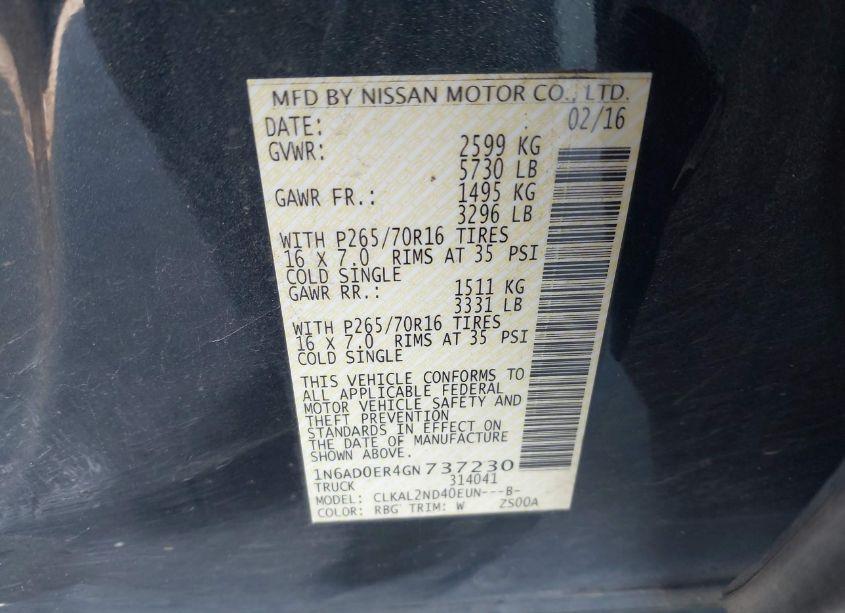 MFD BY NISSAN MOTOR CO., LTD.
DATE: 02/16
GVWR: 2599 KG
5730 LB
GAWR FR.: 1495 KG
3296 LB
WITH P265/70R16 TIRES
16 X 7.0 RIMS AT 35 PSI
COLD SINGLE
GAWR RR.: 1511 KG
3331 LB
WITH P265/70R16 TIRES
16 X 7.0 RIMS AT 35 PSI
COLD SINGLE
THIS VEHICLE CONFORMS TO
ALL APPLICABLE FEDERAL
MOTOR VEHICLE SAFETY AND
THEFT PREVENTION
STANDARDS IN EFFECT ON
THE DATE OF MANUFACTURE
SHOWN ABOVE.
1N6AD0ER4GN737230
TRUCK 314041
MODEL: CLKAL2ND40EUN---B-
COLOR: RBG TRIM: W ZS00A